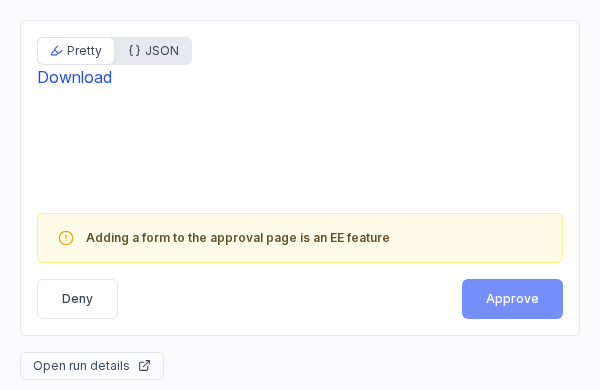 Pretty
{} JSON
Download
Adding a form to the approval page is an EE feature
Deny
Approve
Open run details